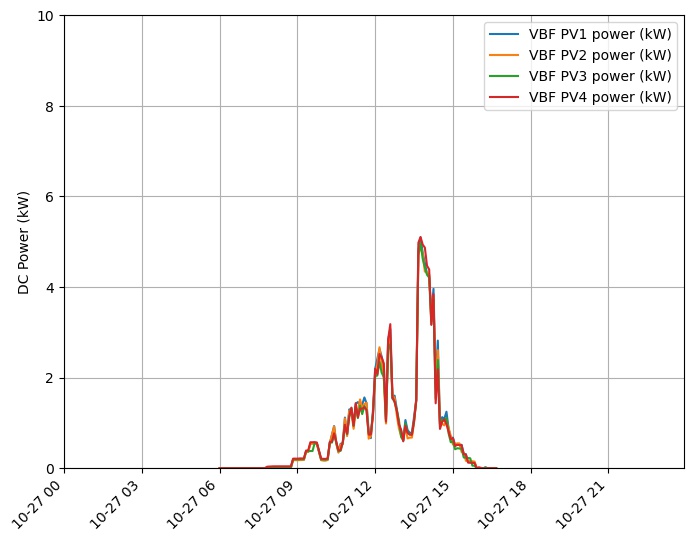 10
8
6
4
2
0
DC Power (kW)
VBF PV1 power (kW)
VBF PV2 power (kW)
VBF PV3 power (kW)
VBF PV4 power (kW)
10-27 00
10-27 03
10-27 06
10-27 09
10-27 12
10-27 15
10-27 18
10-27 21